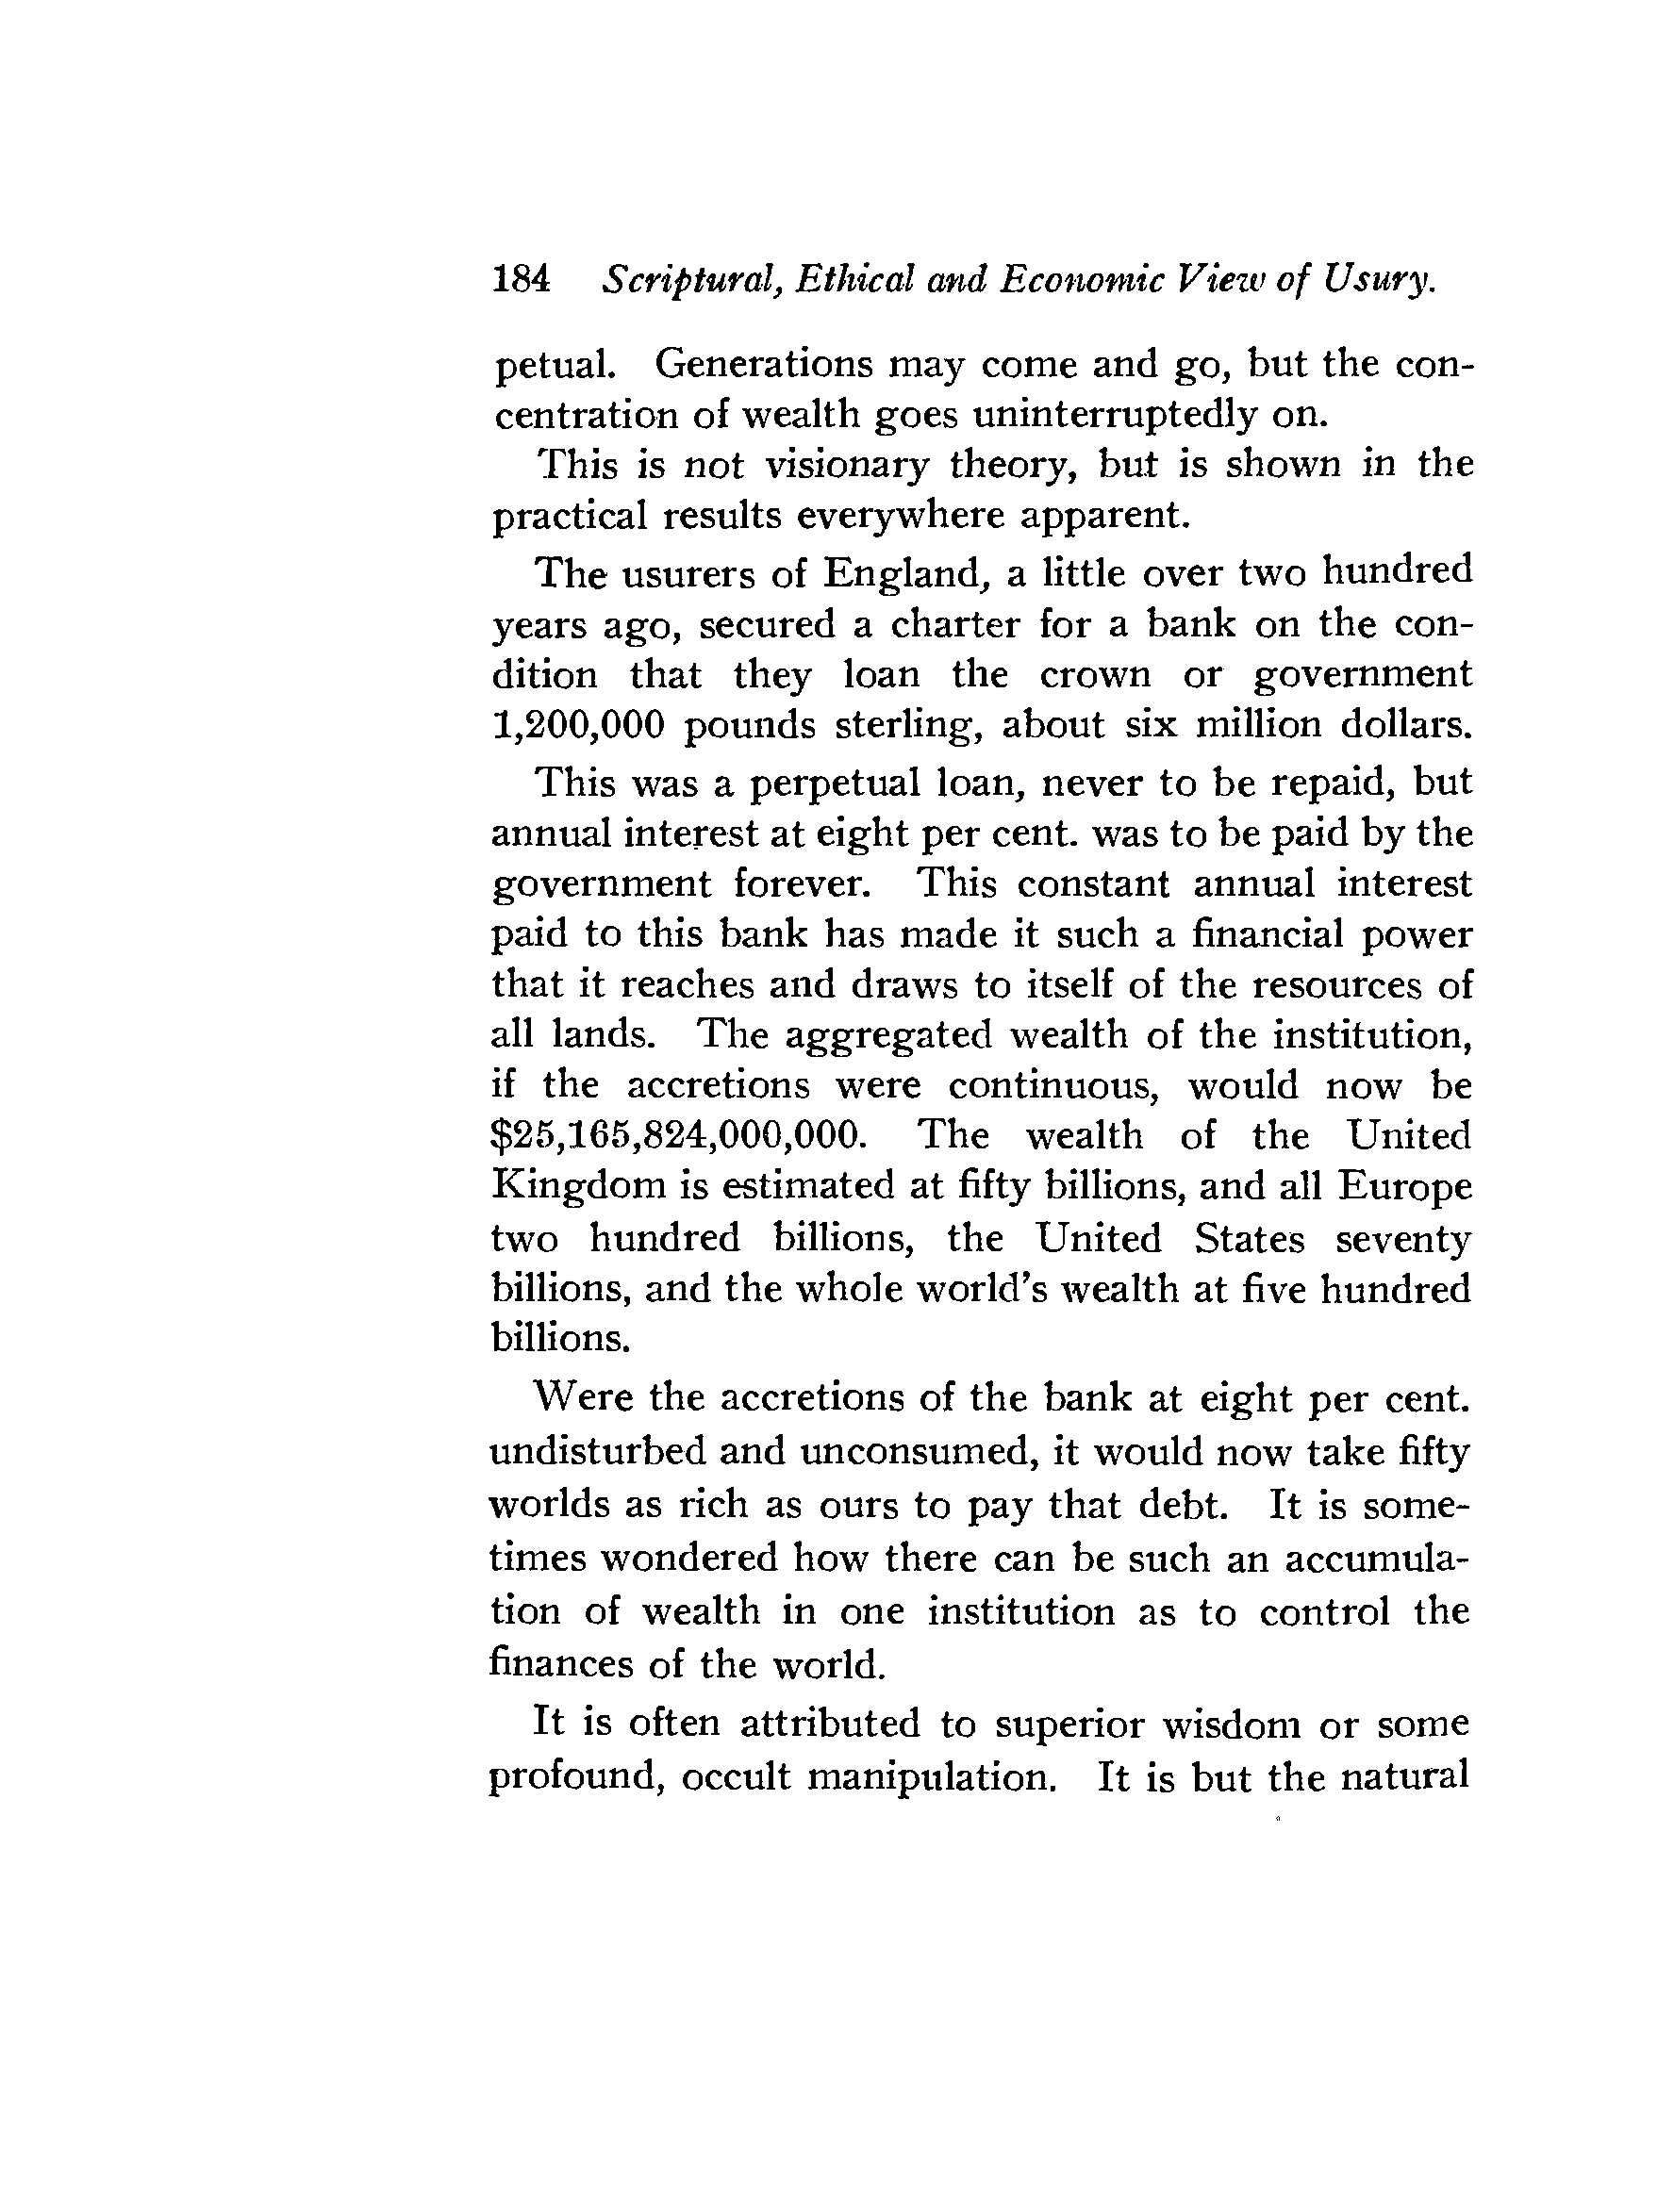 184 Scriptural, Ethical and Economic View of Usury.
petual. Generations may come and go, but the con-
centration of wealth goes uninterruptedly on.
This is not visionary theory, but is shown in the
practical results everywhere apparent.
The usurers of England, a little over two hundred
years ago, secured a charter for a bank on the con-
dition that they loan the crown or government
1,200,000 pounds sterling, about six million dollars.
This was a perpetual loan, never to be repaid, but
annual interest at eight per cent. was to be paid by the
government forever. This constant annual interest
paid to this bank has made it such a financial power
that it reaches and draws to itself of the resources of
all lands. The aggregated wealth of the institution,
if the accretions were continuous, would now be
$25,165,824,000,000. The wealth of the United
Kingdom is estimated at fifty billions, and all Europe
two hundred billions, the United States seventy
billions, and the whole world's wealth at five hundred
billions.
Were the accretions of the bank at eight per cent.
undisturbed and unconsumed, it would now take fifty
worlds as rich as ours to pay that debt. It is some-
times wondered how there can be such an accumula-
tion of wealth in one institution as to control the
finances of the world.
It is often attributed to superior wisdom or some
profound, occult manipulation. It is but the natural